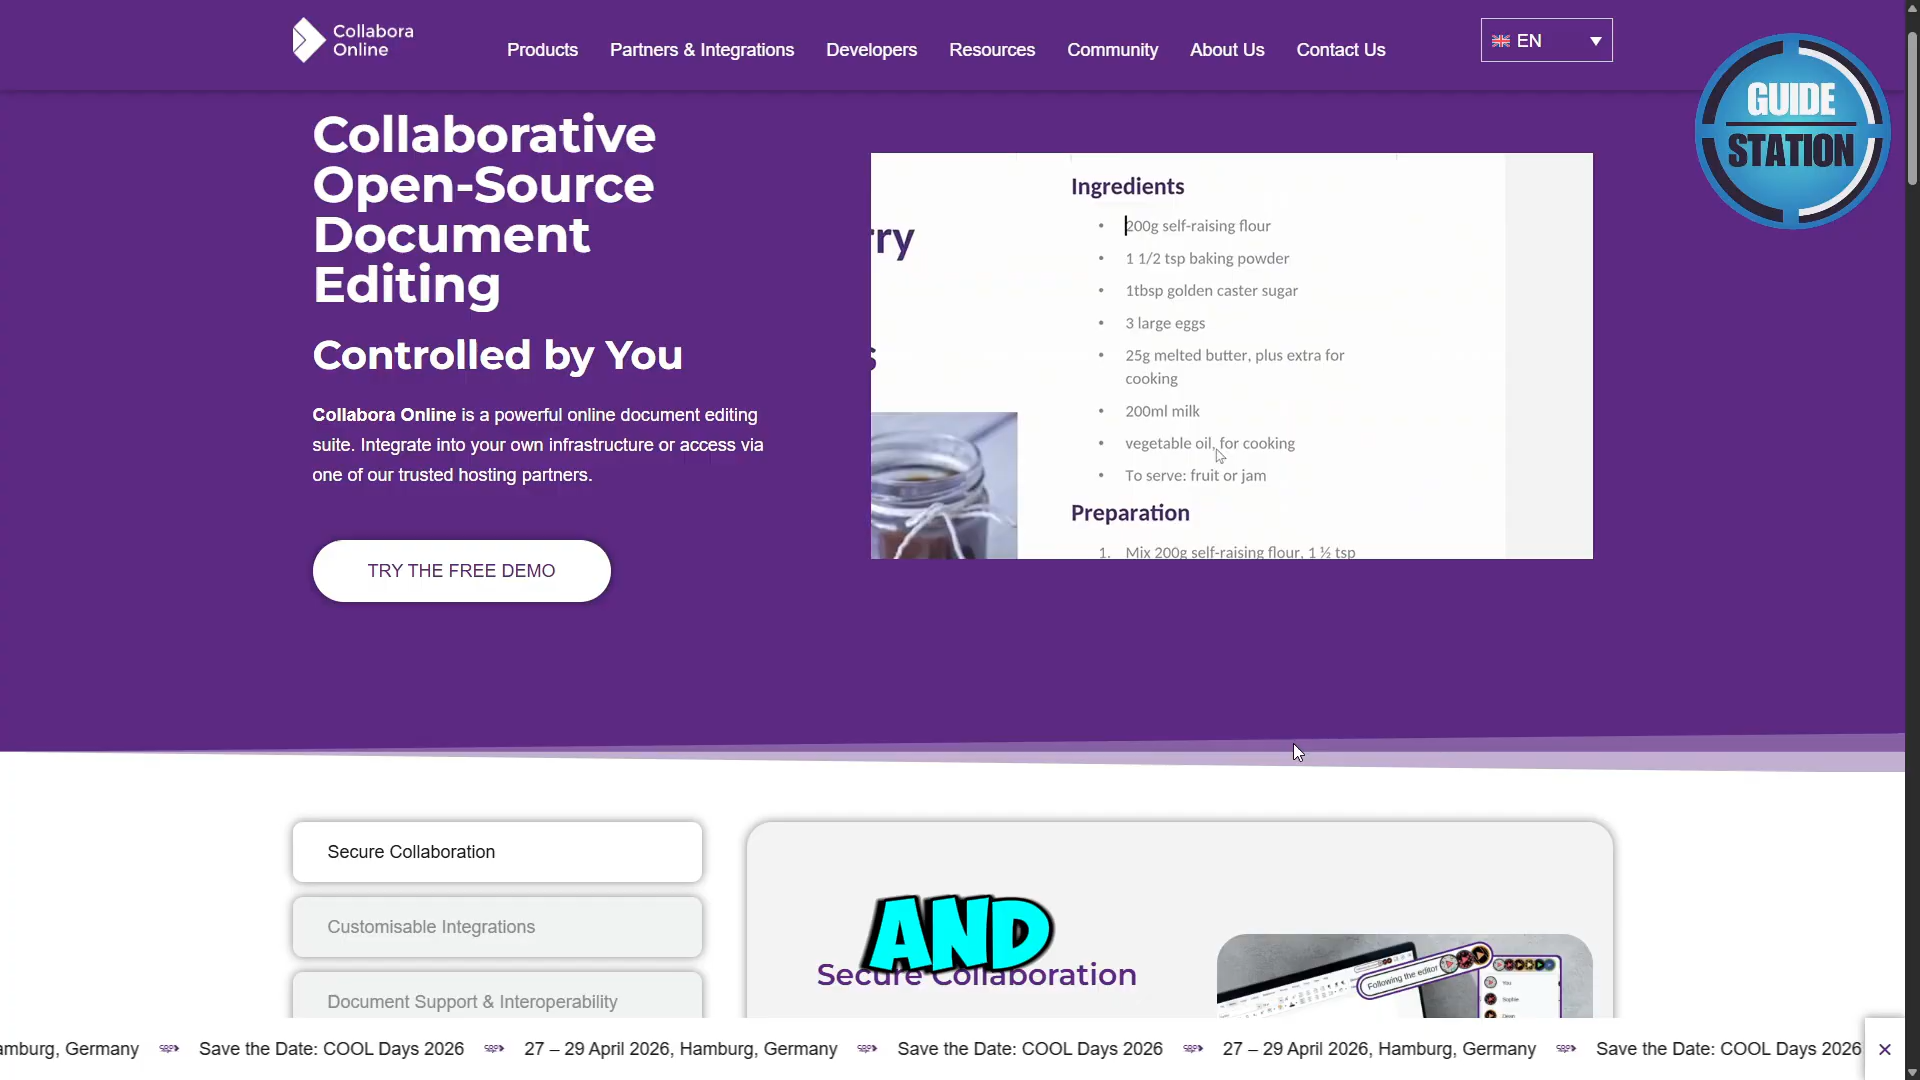 Collabora
Online
Products
Partners & Integrations
Developers
Resources
Community
About Us
Contact Us
EN
GUIDE
STATION
Collaborative
Open-Source
Document
Editing
Controlled by You
Collabora Online is a powerful online document editing
suite. Integrate into your own infrastructure or access via
one of our trusted hosting partners.
TRY THE FREE DEMO
rry
s
Ingredients
• 200g self-raising flour
• 1 1/2 tsp baking powder
• 1tbsp golden caster sugar
• 3 large eggs
• 25g melted butter, plus extra for
cooking
• 200ml milk
• vegetable oil, for cooking
• To serve: fruit or jam
Preparation
1. Mix 200g self-raising flour, 1 ½ tsp
Secure Collaboration
Customisable Integrations
Document Support & Interoperability
AND
Secure Collaboration
Following the editor
You
Sophie
amburg, Germany
Save the Date: COOL Days 2026
27 – 29 April 2026, Hamburg, Germany
Save the Date: COOL Days 2026
27 – 29 April 2026, Hamburg, Germany
Save the Date: COOL Days 2026